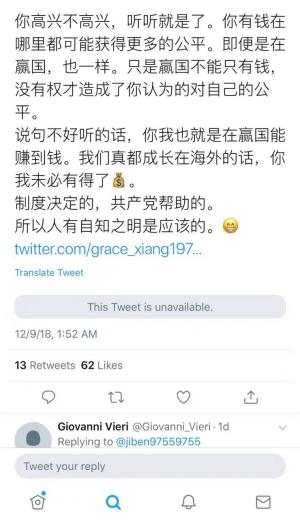 你高兴不高兴，听听就是了。你有钱在
哪里都可能获得更多的公平。即便是在
赢国，也一样。只是赢国不能只有钱，
没有权才造成了你认为的对自己的公
平。
说句不好听的话，你我也就是在赢国能
赚到钱。我们真都成长在海外的话，你
我未必有得了💰。
制度决定的，共产党帮助的。
所以人有自知之明是应该的。😁
twitter.com/grace_xiang197...
Translate Tweet
This Tweet is unavailable.
12/9/18, 1:52 AM
13 Retweets 62 Likes
Giovanni Vieri @Giovanni_Vieri · 1d
Replying to @jiben97559755
Tweet your reply